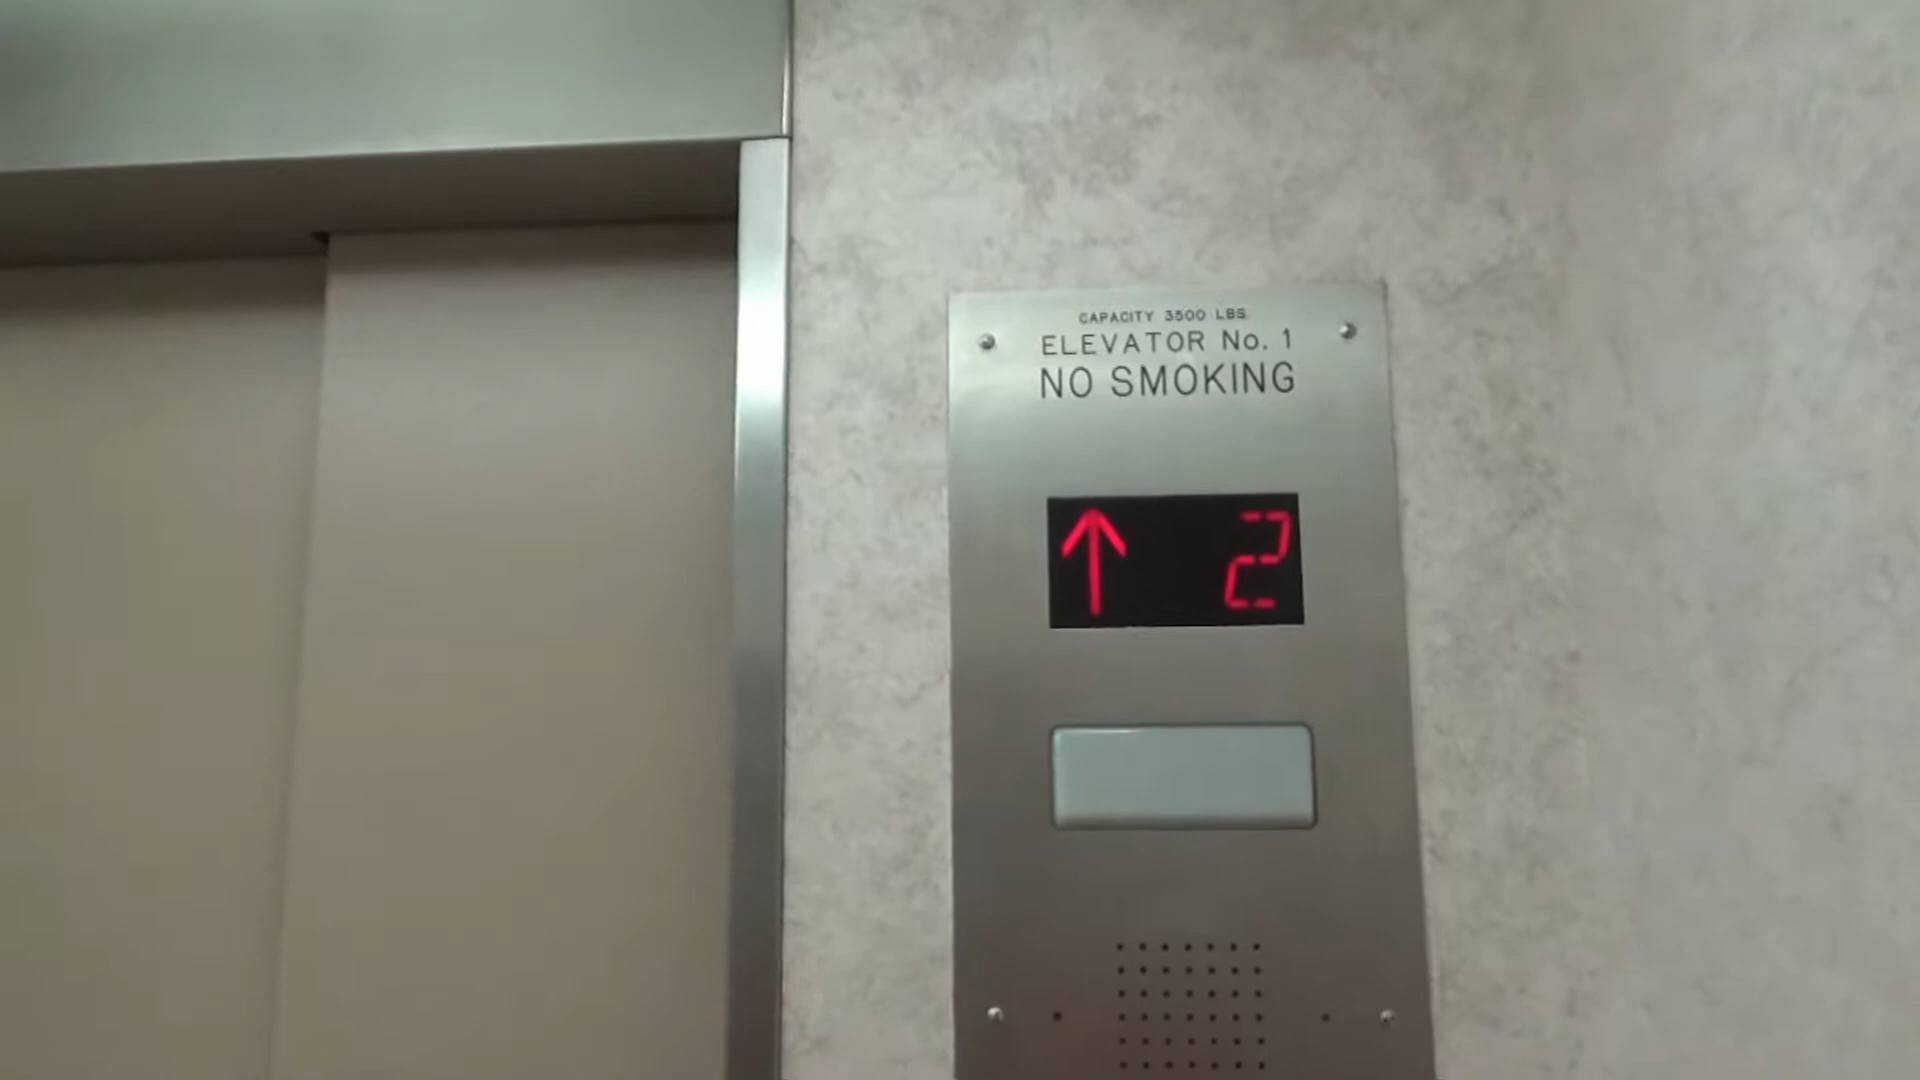 CAPACITY 3500 LBS.
ELEVATOR No. 1
NO SMOKING
↑ 2